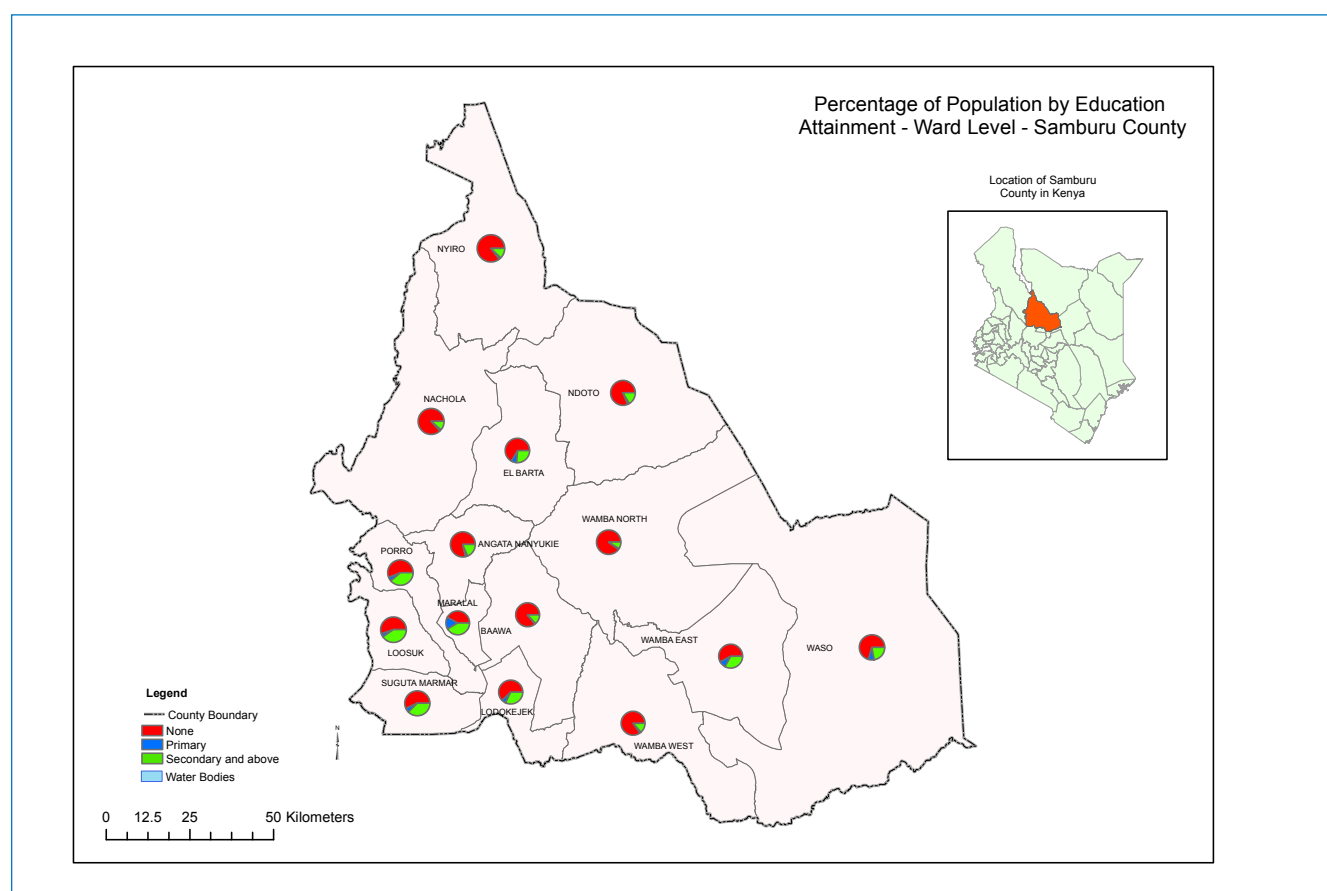 Percentage of Population by Education
Attainment - Ward Level - Samburu County
Location of Samburu
County in Kenya
NYIRO
NDOTO
NACHOLA
EL BARTA
WAMBA NORTH
ANGATA NANYUKIE
PORRO
MARALAL
BAAWA
WAMBA EAST
WASO
LOOSUK
SUGUTA MARMAR
LODOKEJEK
WAMBA WEST
Legend
County Boundary
None
Primary
Secondary and above
Water Bodies
N
0 12.5 25 50 Kilometers